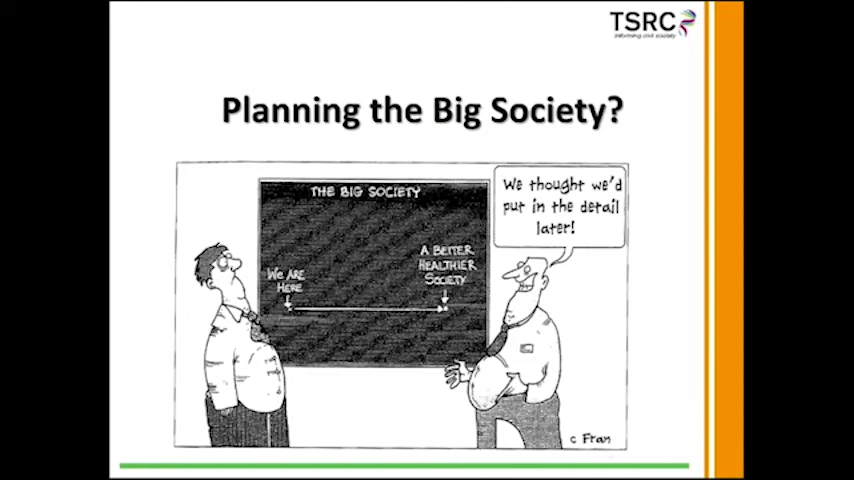 TSRC
informing civil society
Planning the Big Society?
THE BIG SOCIETY
We thought we'd
put in the detail
later!
WE ARE
HERE
A BETTER
HEALTHIER
SOCIETY
c Fran